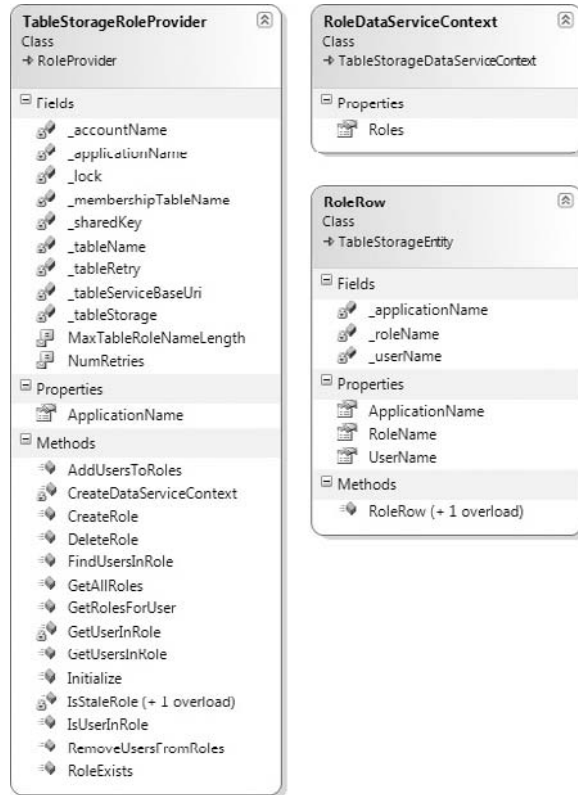 TableStorageRoleProvider
Class
RoleProvider
Fields
_accountName
_applicationName
_lock
_membershipTableName
_sharedKey
_tableName
_tableRetry
_tableServiceBaseUri
_tableStorage
MaxTableRoleNameLength
NumRetries
Properties
ApplicationName
Methods
AddUsersToRoles
CreateDataServiceContext
CreateRole
DeleteRole
FindUsersInRole
GetAllRoles
GetRolesForUser
GetUserInRole
GetUsersInRole
Initialize
IsStaleRole (+ 1 overload)
IsUserInRole
RemoveUsersFromRoles
RoleExists
RoleDataServiceContext
Class
TableStorageDataServiceContext
Properties
Roles
RoleRow
Class
TableStorageEntity
Fields
_applicationName
_roleName
_userName
Properties
ApplicationName
RoleName
UserName
Methods
RoleRow (+ 1 overload)